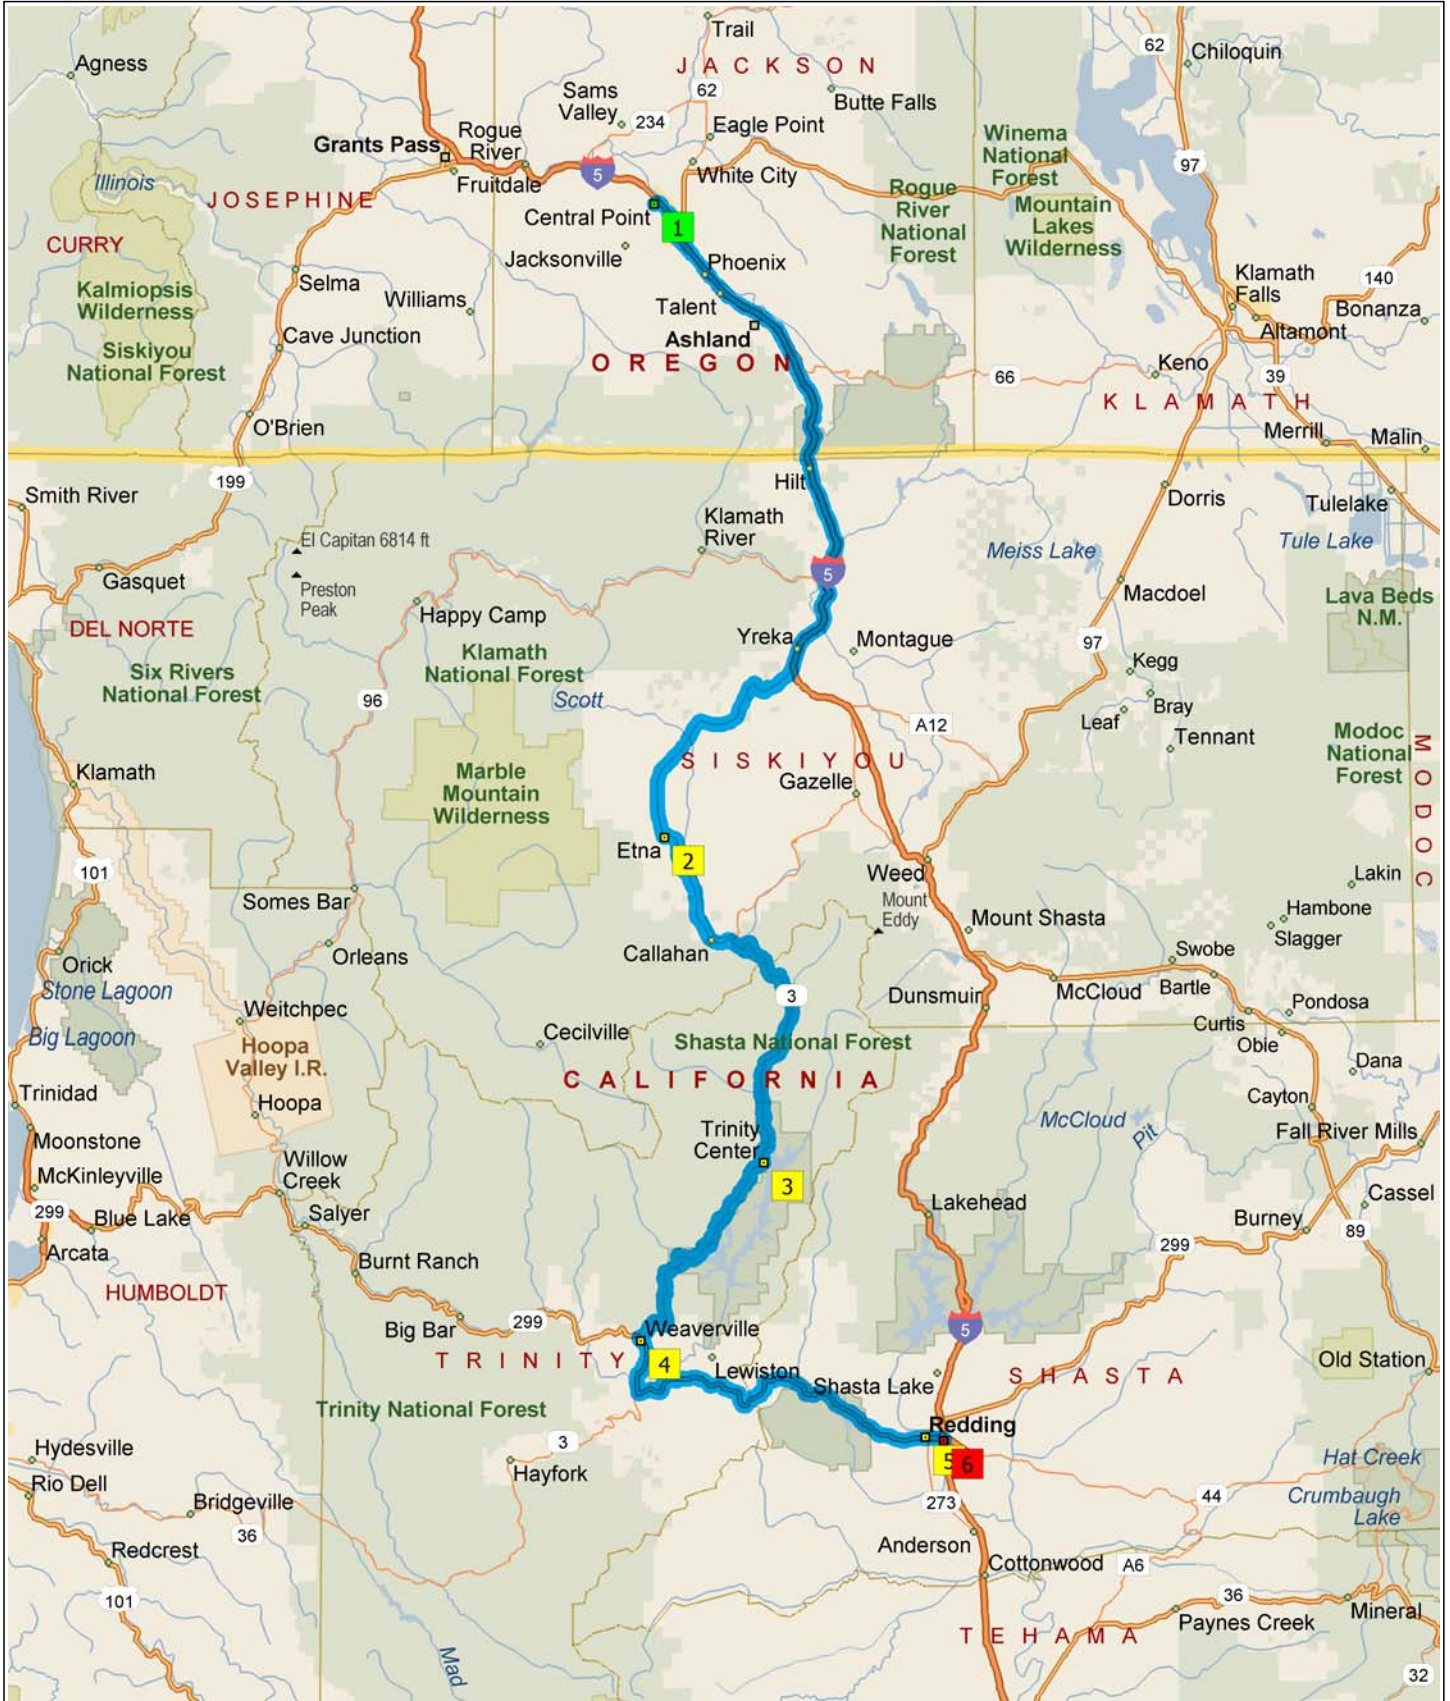 Trail
JACKSON
62
Chiloquin
Agness
62
Sams
Valley
Butte Falls
234
Eagle Point
Grants Pass
Rogue
River
Winema
National
Forest
97
5
White City
Illinois
Fruitdale
JOSEPHINE
Rogue
River
National
Forest
Mountain
Lakes
Wilderness
Central Point
1
CURRY
Jacksonville
Phoenix
Klamath
Falls
140
Selma
Kalmiopsis
Wilderness
Williams
Talent
Bonanza
Altamont
Cave Junction
Ashland
Siskiyou
National Forest
OREGON
Keno
66
39
KLAMATH
O'Brien
Merrill
Malin
199
Hilt
Smith River
Dorris
Tulelake
Klamath
River
El Capitan 6814 ft
Meiss Lake
Tule Lake
Gasquet
5
Preston
Peak
Macdoel
Lava Beds
N.M.
Happy Camp
DEL NORTE
Yreka
Montague
97
Klamath
National Forest
Kegg
Six Rivers
National Forest
96
Scott
Bray
Leaf
A12
Tennant
Modoc
National
Forest
MODOC
SISKIYOU
Klamath
Marble
Mountain
Wilderness
Gazelle
Etna
2
101
Weed
Lakin
Somes Bar
Mount
Eddy
Mount Shasta
Hambone
Slagger
Orleans
Callahan
Swobe
Orick
Stone Lagoon
3
Dunsmuir
McCloud
Bartle
Weitchpec
Pondosa
Curtis
Big Lagoon
Cecilville
Shasta National Forest
Obie
Hoopa
Valley I.R.
Dana
CALIFORNIA
Trinidad
Cayton
Hoopa
McCloud
Pit
Trinity
Center
Moonstone
Fall River Mills
Willow
Creek
McKinleyville
3
Cassel
299
Blue Lake
Salyer
Lakehead
Burney
89
Arcata
299
Burnt Ranch
HUMBOLDT
299
Big Bar
5
Weaverville
TRINITY
4
Old Station
Lewiston
Shasta Lake
SHASTA
Trinity National Forest
Redding
3
Hydesville
5
6
Hat Creek
Hayfork
Rio Dell
44
Bridgeville
273
Crumbaugh
Lake
36
Redcrest
Anderson
Cottonwood
A6
101
36
Paynes Creek
Mineral
TEHAMA
Mad
32